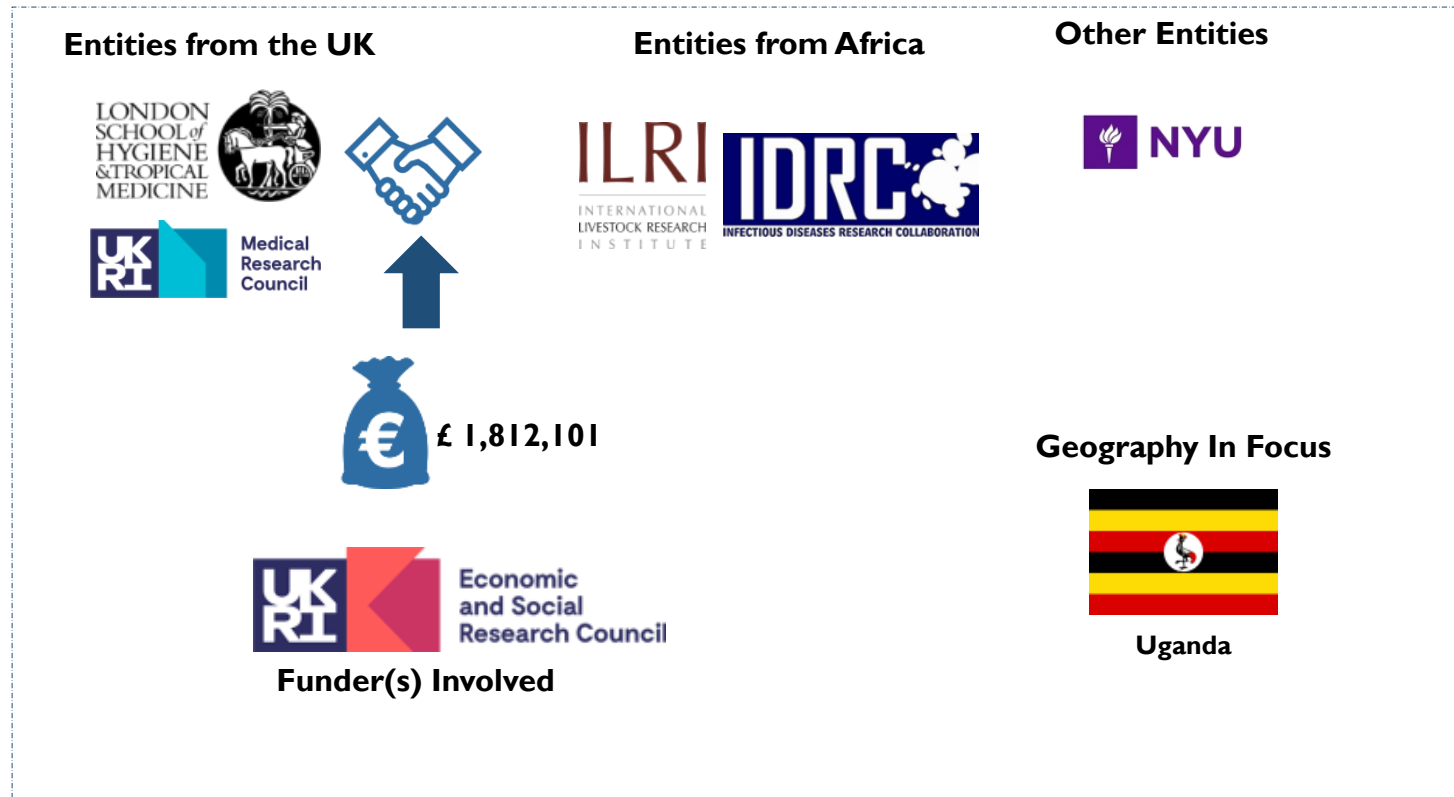 Entities from the UK
LONDON
SCHOOL of
HYGIENE
& TROPICAL
MEDICINE
UK
RI
Medical
Research
Council
Entities from Africa
ILRI
INTERNATIONAL
LIVESTOCK RESEARCH
INSTITUTE
IDRC
INFECTIOUS DISEASES RESEARCH COLLABORATION
Other Entities
NYU
€
£ 1,812,101
UK
RI
Economic
and Social
Research Council
Funder(s) Involved
Geography In Focus
Uganda